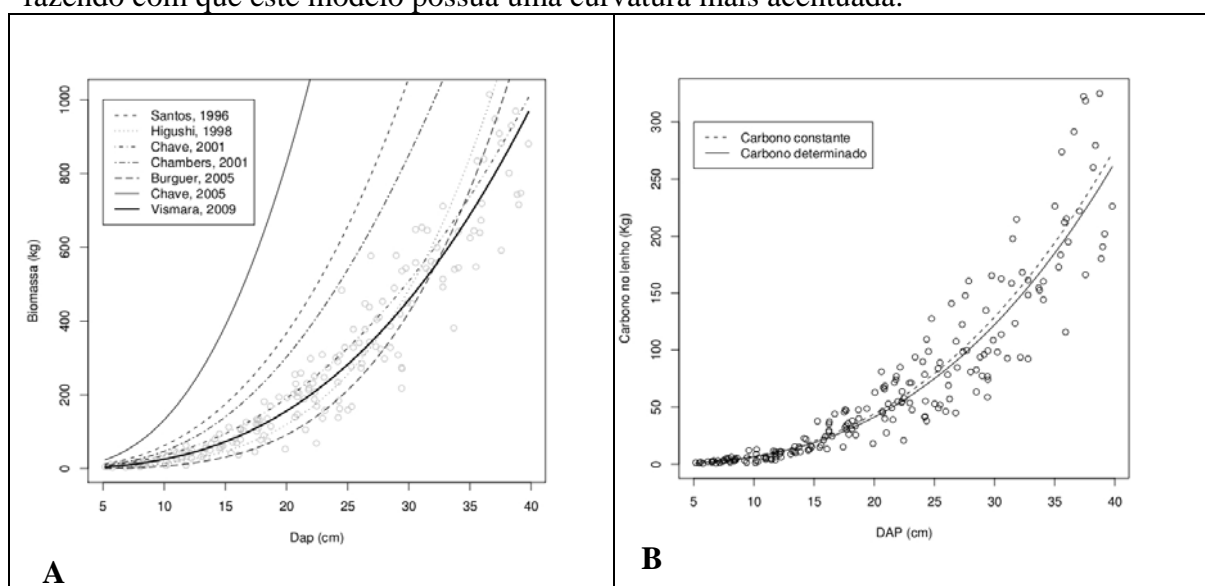 fazendo com que este modelo possua uma curvatura mais acentuada.
1000
800
600
400
200
0
Biomassa (kg)
Santos, 1996
Higushi, 1998
Chave, 2001
Chambers, 2001
Burguer, 2005
Chave, 2005
Vismara, 2009
5 10 15 20 25 30 35 40
Dap (cm)
A
300
250
200
150
100
50
0
Carbono no lenho (Kg)
Carbono constante
Carbono determinado
5 10 15 20 25 30 35 40
DAP (cm)
B